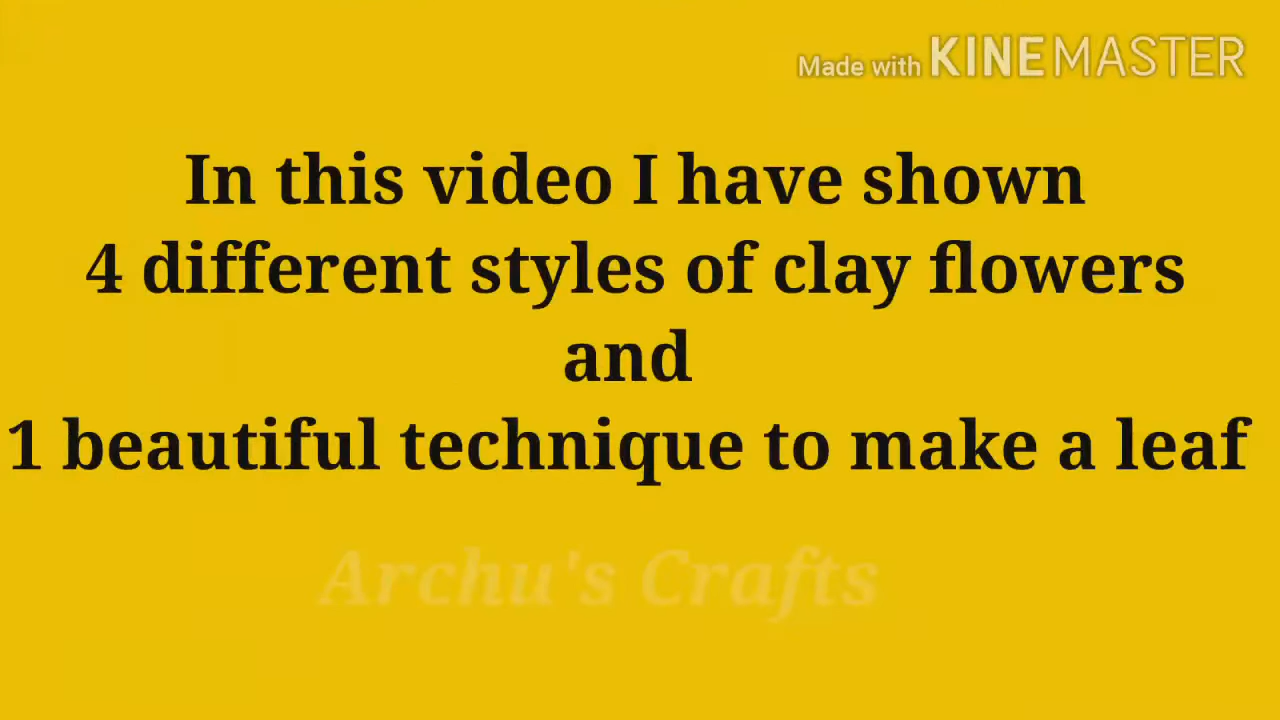 Made with KINEMASTER
In this video I have shown
4 different styles of clay flowers
and
1 beautiful technique to make a leaf
Archu's Crafts